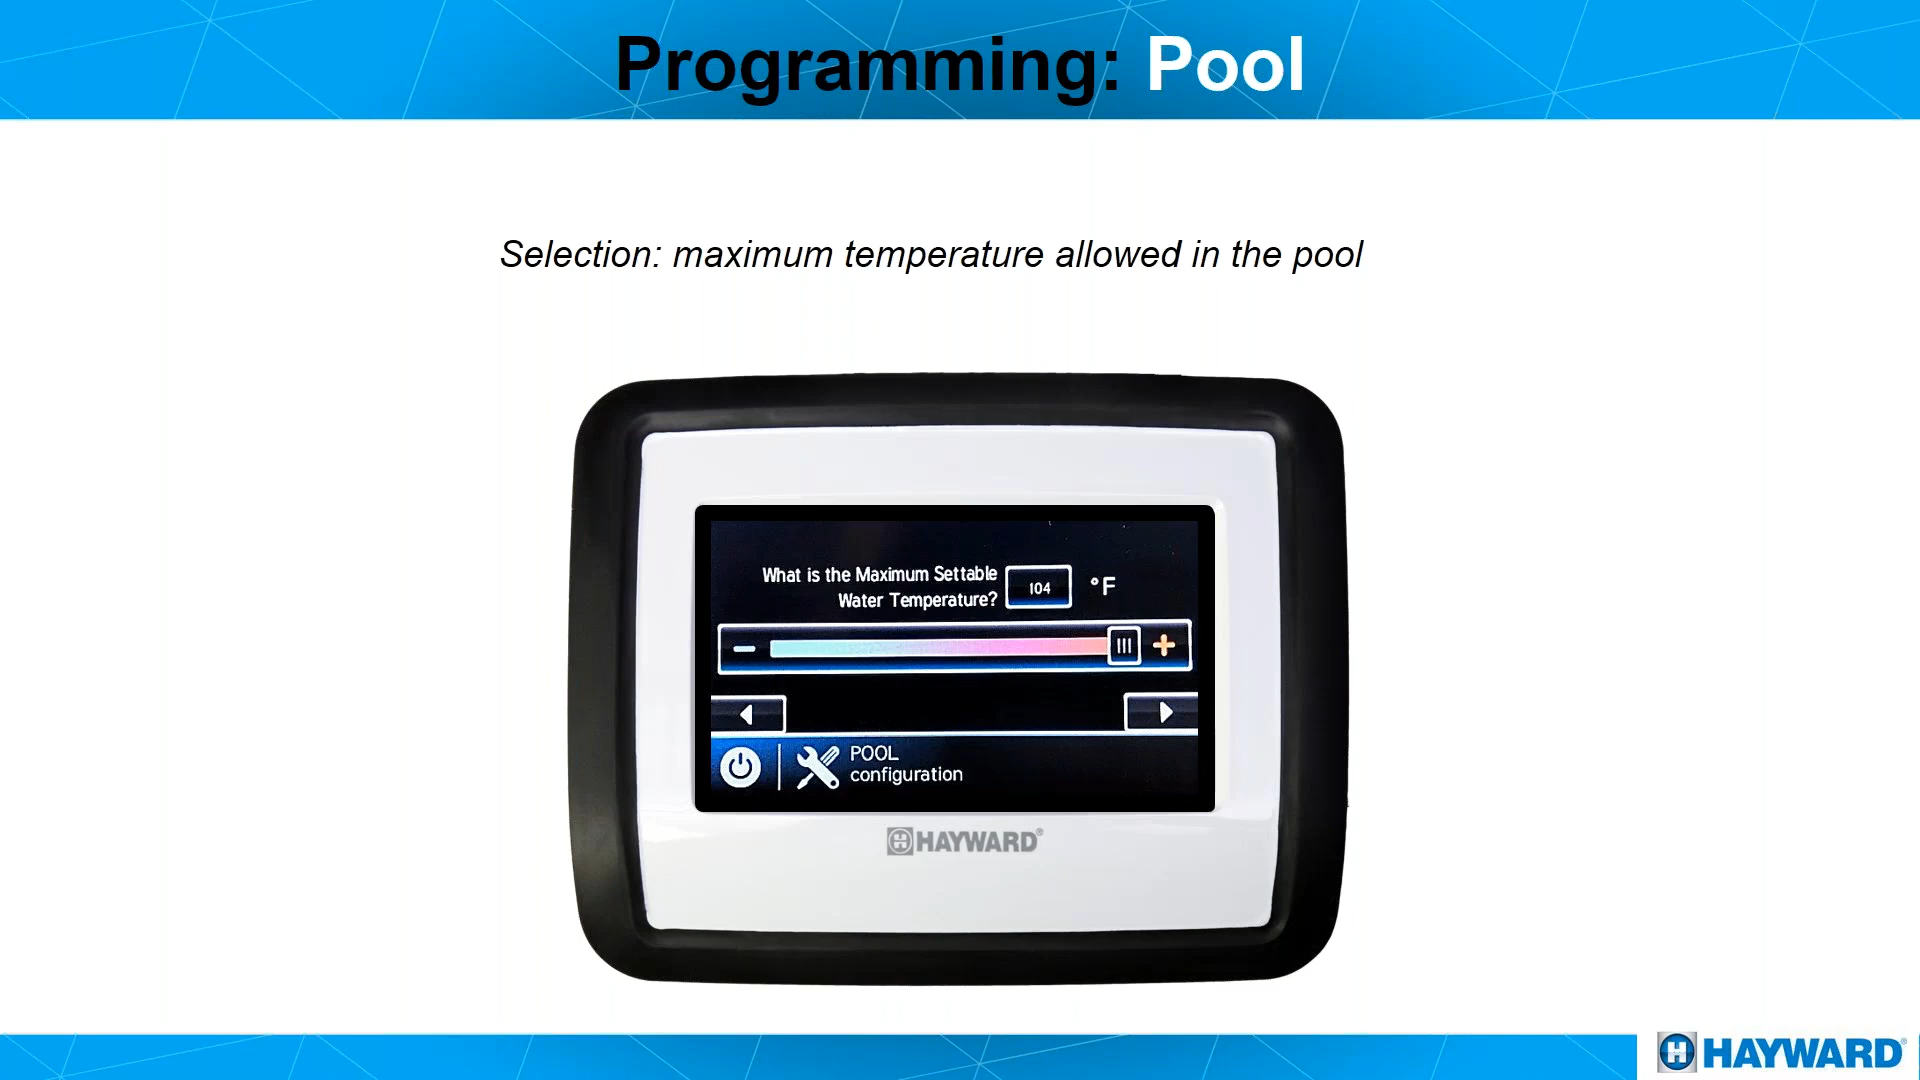 Programming: Pool
Selection: maximum temperature allowed in the pool
What is the Maximum Settable
Water Temperature?
104
°F
POOL
configuration
HAYWARD®
HAYWARD®